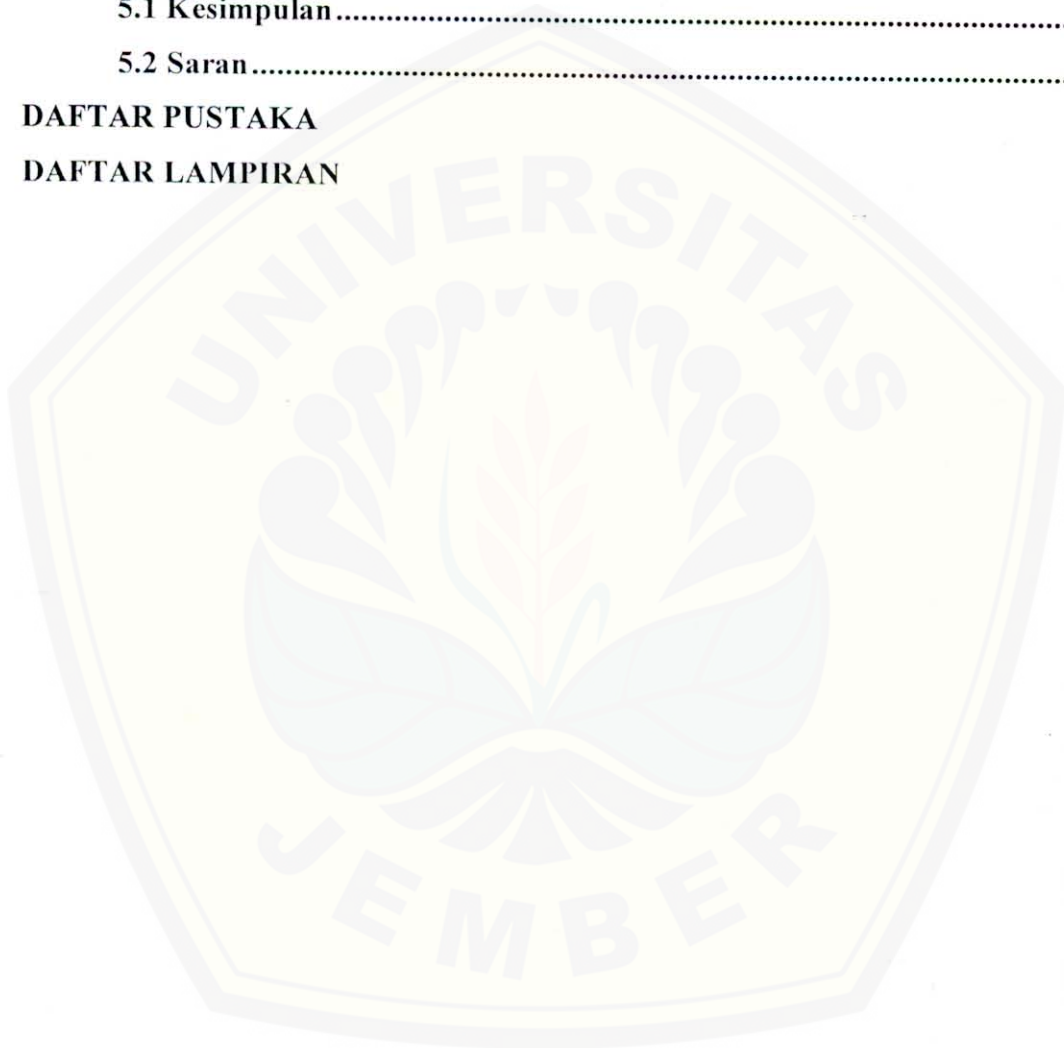 5.1 Kesimpulan................................................................................
5.2 Saran................................................................................
DAFTAR PUSTAKA
DAFTAR LAMPIRAN
UNIVERSITAS
JEMBER